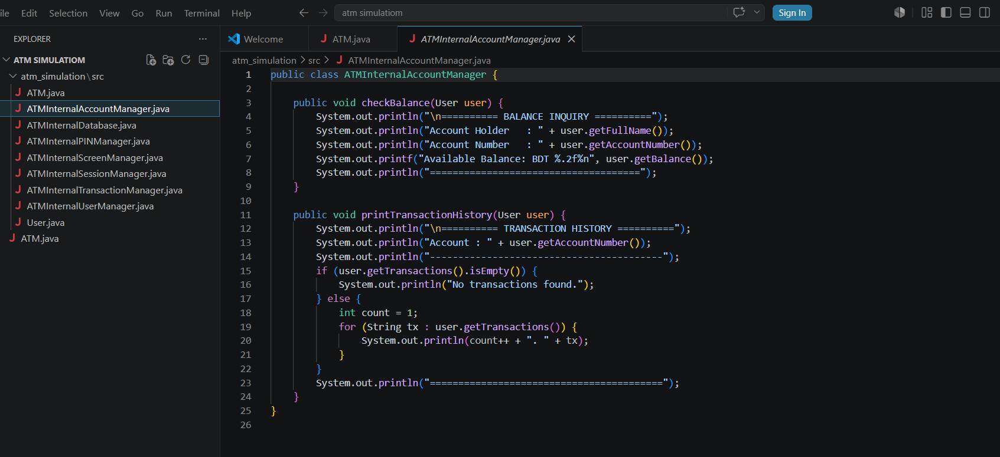 ile Edit Selection View Go Run Terminal Help atm simulatiom Sign In
EXPLORER
ATM SIMULATIOM
atm_simulation\src
ATM.java
ATMInternalAccountManager.java
ATMInternalDatabase.java
ATMInternalPINManager.java
ATMInternalScreenManager.java
ATMInternalSessionManager.java
ATMInternalTransactionManager.java
ATMInternalUserManager.java
User.java
ATM.java
Welcome ATM.java ATMInternalAccountManager.java
atm_simulation > src > ATMInternalAccountManager.java
1 public class ATMInternalAccountManager {
2
3     public void checkBalance(User user) {
4         System.out.println("\n========== BALANCE INQUIRY ==========");
5         System.out.println("Account Holder   : " + user.getFullName());
6         System.out.println("Account Number   : " + user.getAccountNumber());
7         System.out.printf("Available Balance: BDT %.2f%n", user.getBalance());
8         System.out.println("=====================================");
9     }
10
11     public void printTransactionHistory(User user) {
12         System.out.println("\n========== TRANSACTION HISTORY ==========");
13         System.out.println("Account : " + user.getAccountNumber());
14         System.out.println("-----------------------------------------");
15         if (user.getTransactions().isEmpty()) {
16             System.out.println("No transactions found.");
17         } else {
18             int count = 1;
19             for (String tx : user.getTransactions()) {
20                 System.out.println(count++ + ". " + tx);
21             }
22         }
23         System.out.println("=========================================");
24     }
25 }
26